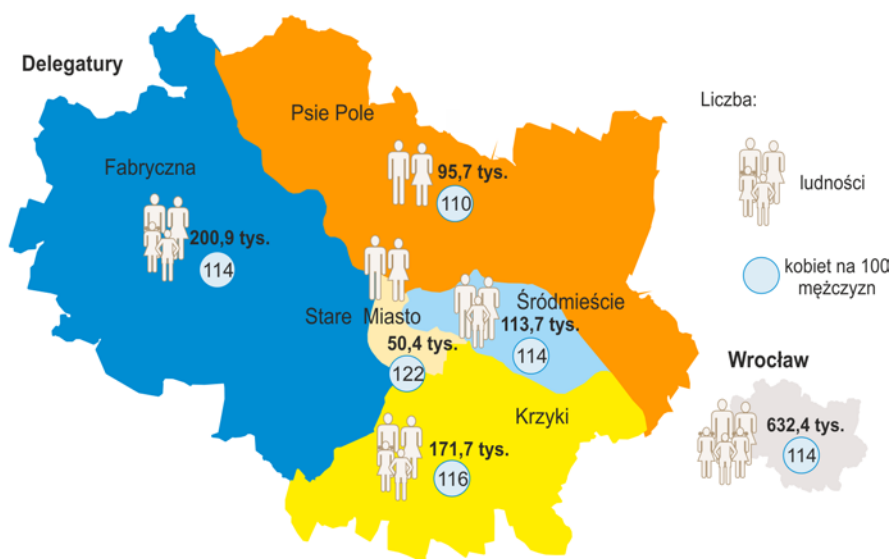 Delegatury
Psie Pole
95,7 tys.
110
Fabryczna
200,9 tys.
114
Stare Miasto
50,4 tys.
122
Śródmieście
113,7 tys.
114
Krzyki
171,7 tys.
116
Liczba:
ludności
kobiet na 100
mężczyzn
Wrocław
632,4 tys.
114